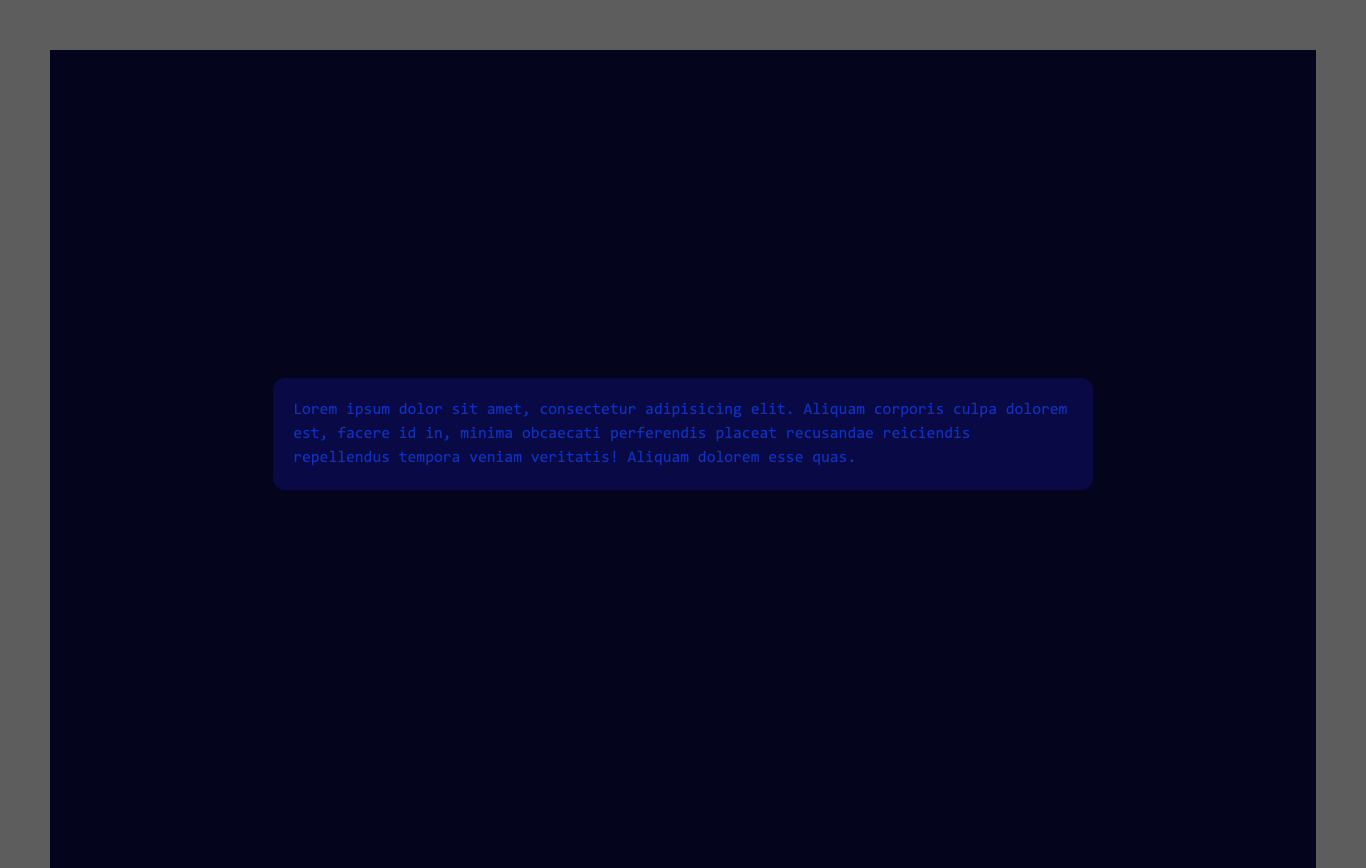 Lorem ipsum dolor sit amet, consectetur adipisicing elit. Aliquam corporis culpa dolorem
est, facere id in, minima obcaecati perferendis placeat recusandae reiciendis
repellendus tempora veniam veritatis! Aliquam dolorem esse quas.